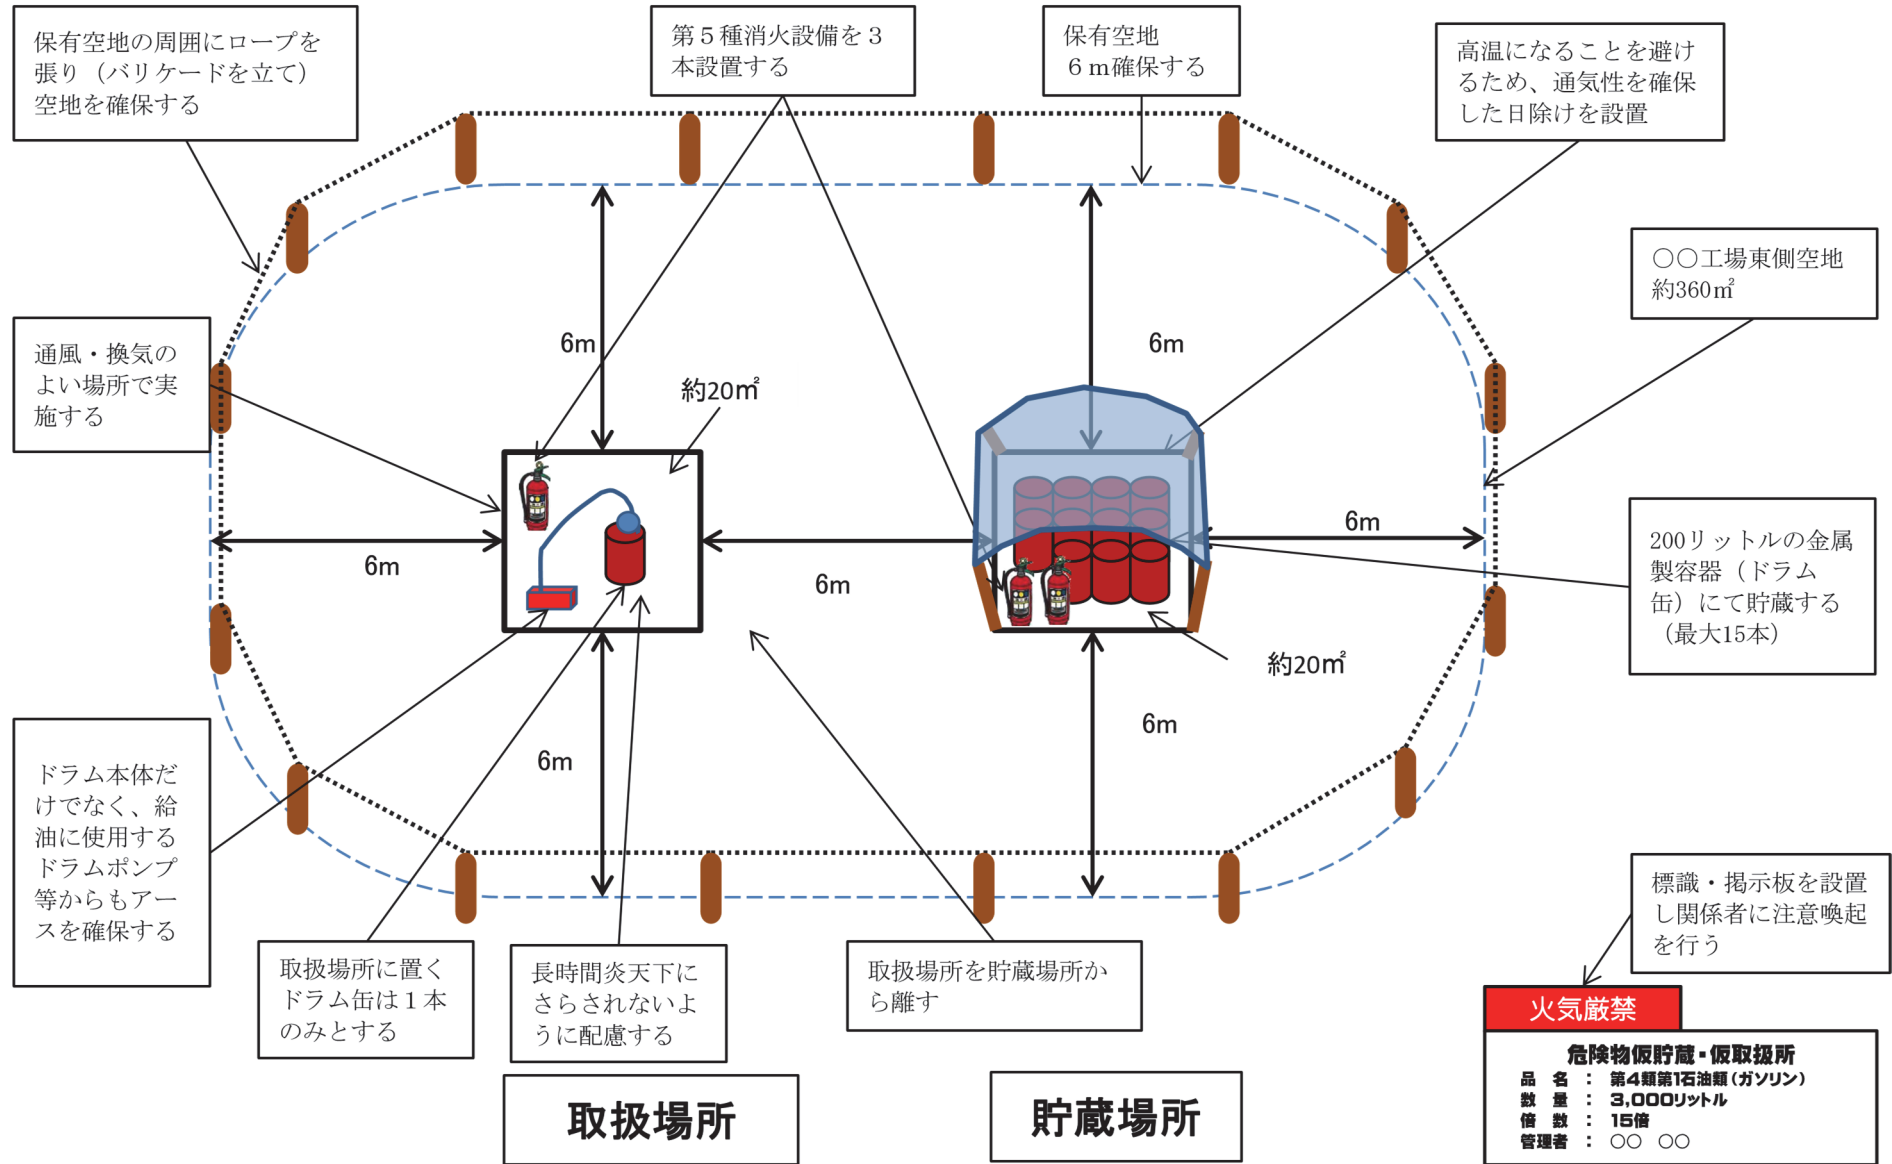 保有空地の周囲にロープを
張り（バリケードを立て）
空地を確保する
第５種消火設備を３
本設置する
保有空地
６ｍ確保する
高温になることを避け
るため、通気性を確保
した日除けを設置
○○工場東側空地
約360㎡
通風・換気の
よい場所で実
施する
6m
6m
約20㎡
6m
6m
6m
200リットルの金属
製容器（ドラム
缶）にて貯蔵する
（最大15本）
約20㎡
6m
6m
ドラム本体だ
けでなく、給
油に使用する
ドラムポンプ
等からもアー
スを確保する
取扱場所に置く
ドラム缶は１本
のみとする
長時間炎天下に
さらされないよ
うに配慮する
取扱場所を貯蔵場所か
ら離す
標識・掲示板を設置
し関係者に注意喚起
を行う
火気厳禁
危険物仮貯蔵・仮取扱所
品　名　：　第4類第1石油類（ガソリン）
数　量　：　3,000リットル
倍　数　：　15倍
管理者　：　○○　○○
取扱場所
貯蔵場所